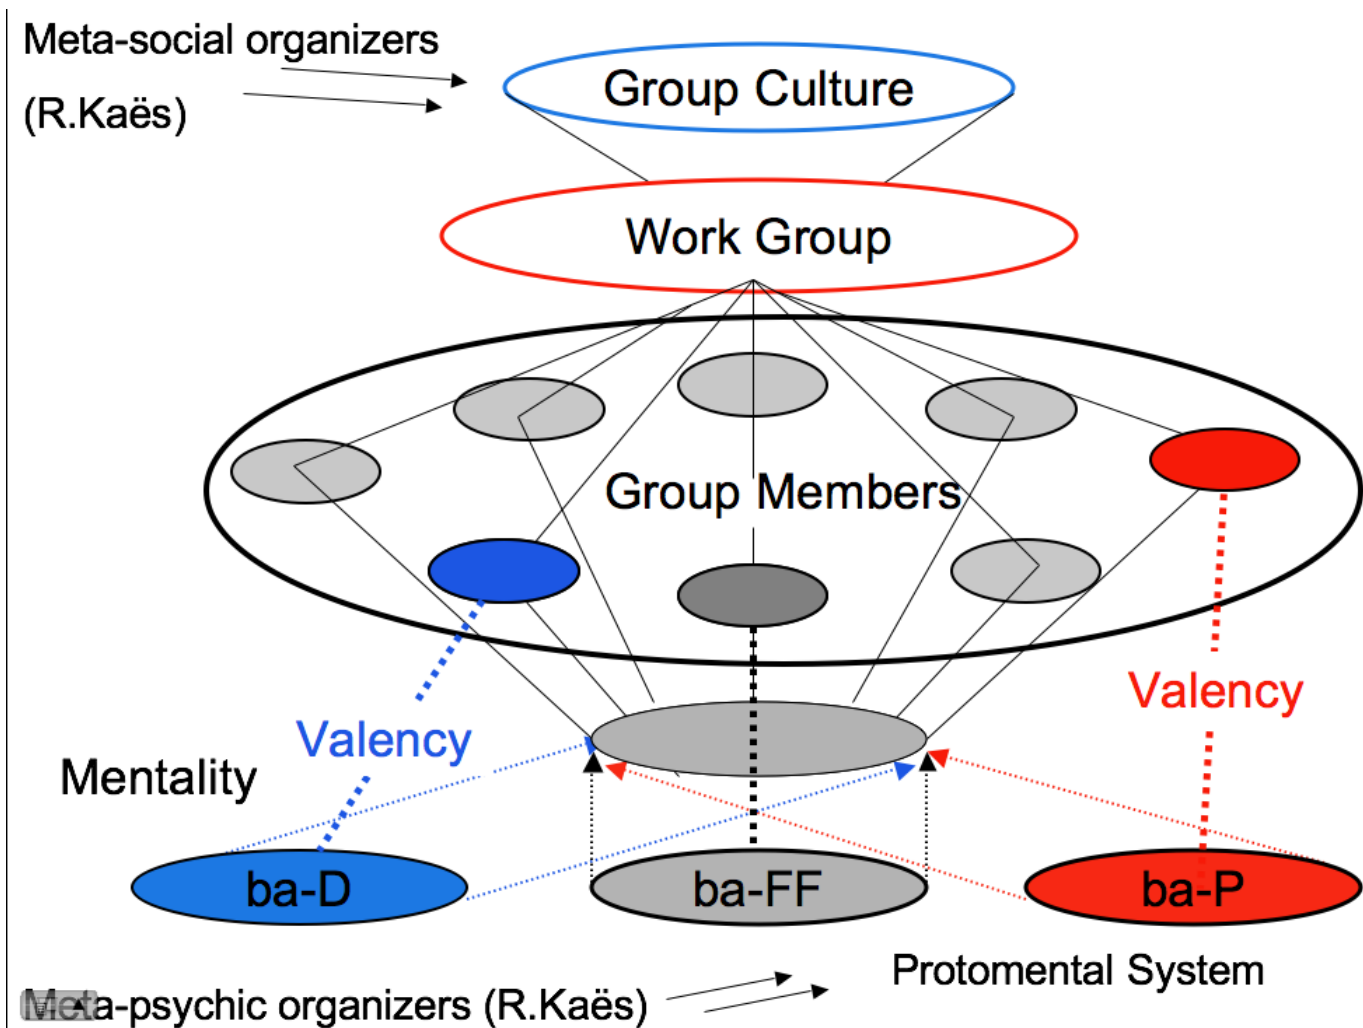 Meta-social organizers
(R.Kaës)
Group Culture
Work Group
Group Members
Valency
Valency
Mentality
ba-D
ba-FF
ba-P
Protomental System
Meta-psychic organizers (R.Kaës)